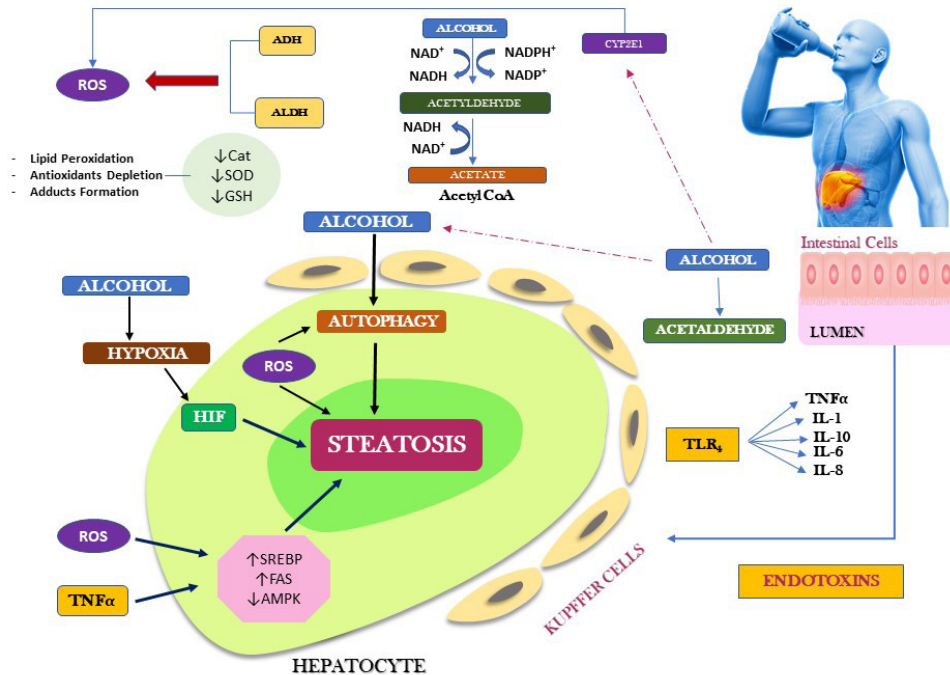 ADH
ROS
ALDH
ALCOHOL
NAD+
NADPH+
NADH
NADP+
ACETYLDEHYDE
NADH
NAD+
ACETATE
Acetyl CoA
CYP2E1
- Lipid Peroxidation
- Antioxidants Depletion
- Adducts Formation
↓Cat
↓SOD
↓GSH
ALCOHOL
ALCOHOL
HYPOXIA
HIF
AUTOPHAGY
ROS
STEATOSIS
ROS
TNFα
↑SREBP
↑FAS
↓AMPK
HEPATOCYTE
KUPFFER CELLS
ALCOHOL
ACETALDEHYDE
Intestinal Cells
LUMEN
TLR4
TNFα
IL-1
IL-10
IL-6
IL-8
ENDOTOXINS